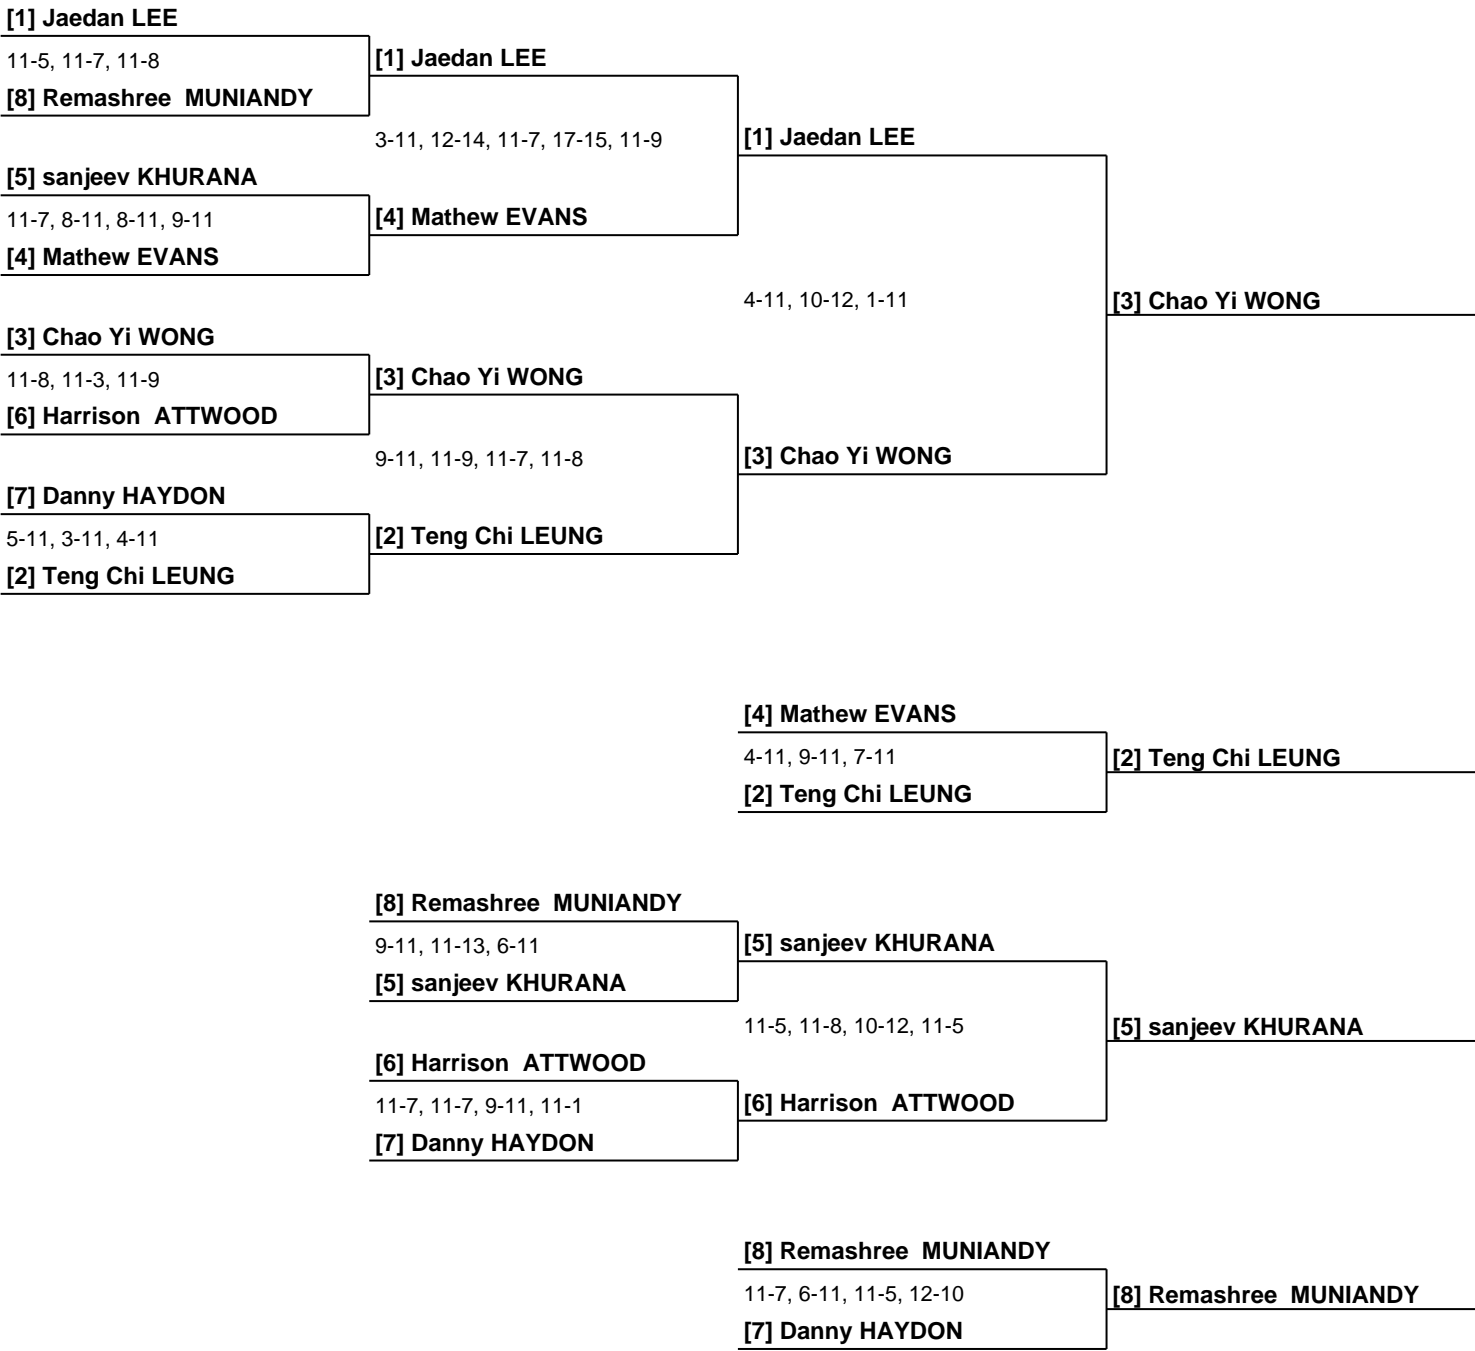 [1] Jaedan LEE
11-5, 11-7, 11-8
[1] Jaedan LEE
[8] Remashree  MUNIANDY
3-11, 12-14, 11-7, 17-15, 11-9
[1] Jaedan LEE
[5] sanjeev KHURANA
11-7, 8-11, 8-11, 9-11
[4] Mathew EVANS
[4] Mathew EVANS
4-11, 10-12, 1-11
[3] Chao Yi WONG
[3] Chao Yi WONG
11-8, 11-3, 11-9
[3] Chao Yi WONG
[6] Harrison  ATTWOOD
9-11, 11-9, 11-7, 11-8
[3] Chao Yi WONG
[7] Danny HAYDON
5-11, 3-11, 4-11
[2] Teng Chi LEUNG
[2] Teng Chi LEUNG
[4] Mathew EVANS
4-11, 9-11, 7-11
[2] Teng Chi LEUNG
[2] Teng Chi LEUNG
[8] Remashree  MUNIANDY
9-11, 11-13, 6-11
[5] sanjeev KHURANA
[5] sanjeev KHURANA
11-5, 11-8, 10-12, 11-5
[5] sanjeev KHURANA
[6] Harrison  ATTWOOD
11-7, 11-7, 9-11, 11-1
[6] Harrison  ATTWOOD
[7] Danny HAYDON
[8] Remashree  MUNIANDY
11-7, 6-11, 11-5, 12-10
[8] Remashree  MUNIANDY
[7] Danny HAYDON